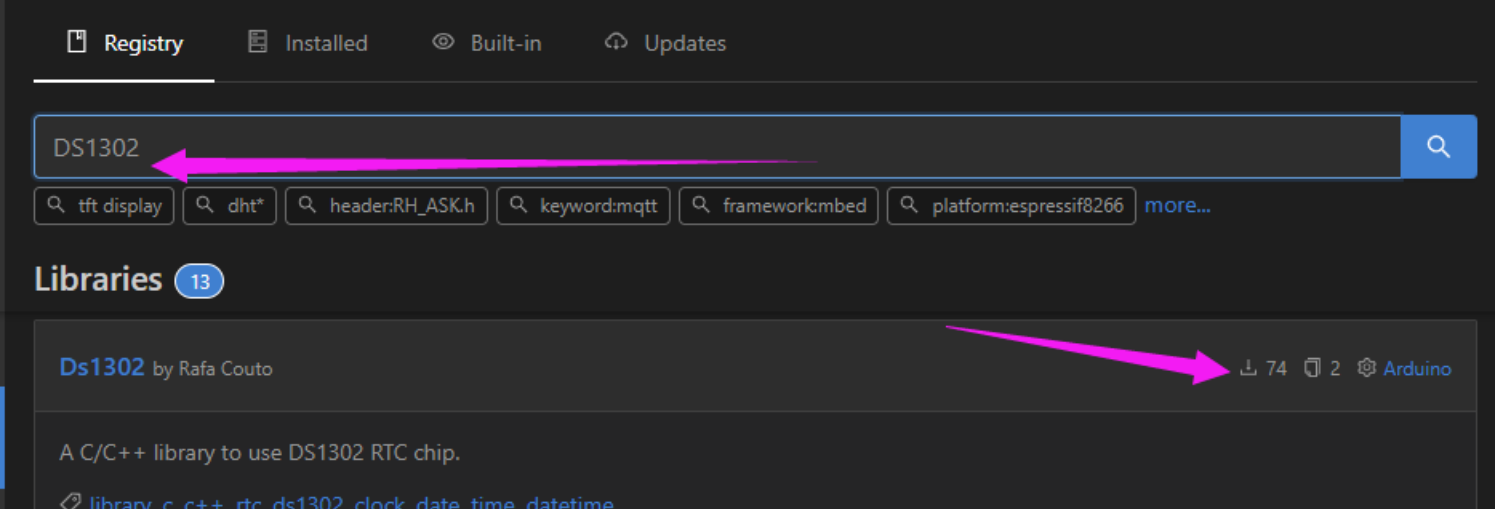 Registry Installed Built-in Updates
DS1302
tft display dht* header:RH_ASK.h keyword:mqtt framework:mbed platform:espressif8266 more...
Libraries 13
Ds1302 by Rafa Couto 74 2 Arduino
A C/C++ library to use DS1302 RTC chip.
library c c++ rtc ds1302 clock date time datetime